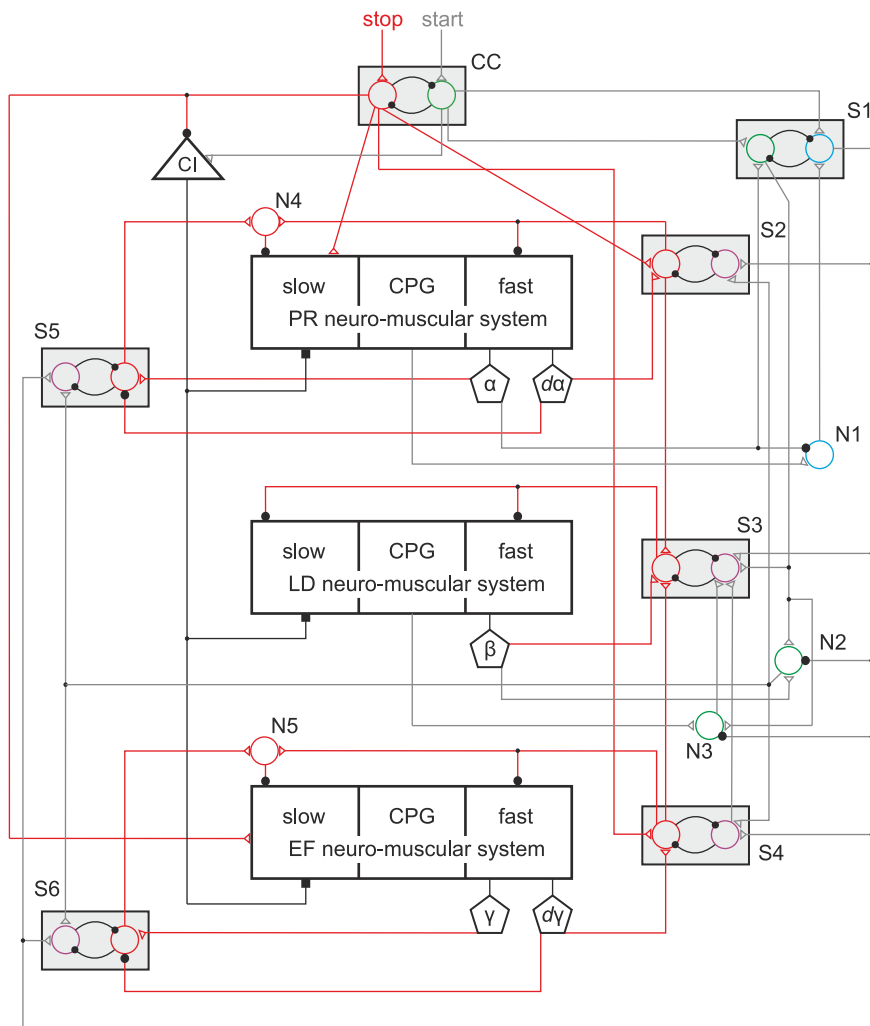 stop start
CC
S1
CI
N4
S2
slow CPG fast
PR neuro-muscular system
S5
α dα
N1
S3
slow CPG fast
LD neuro-muscular system
β
N2
N5
N3
slow CPG fast
EF neuro-muscular system
S4
S6
γ dγ